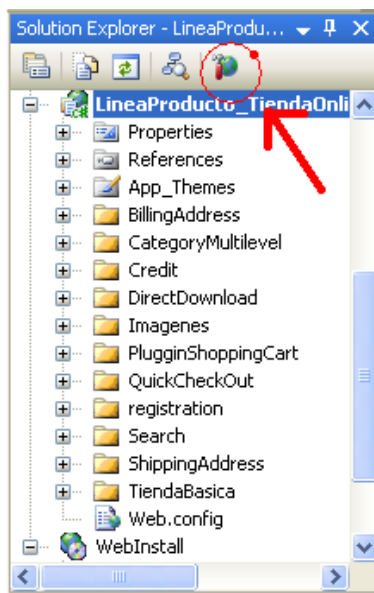 Solution Explorer - LineaProdu...
LineaProducto_TiendaOnli
Properties
References
App_Themes
BillingAddress
CategoryMultilevel
Credit
DirectDownload
Imagenes
PlugginShoppingCart
QuickCheckOut
registration
Search
ShippingAddress
TiendaBasica
Web.config
WebInstall